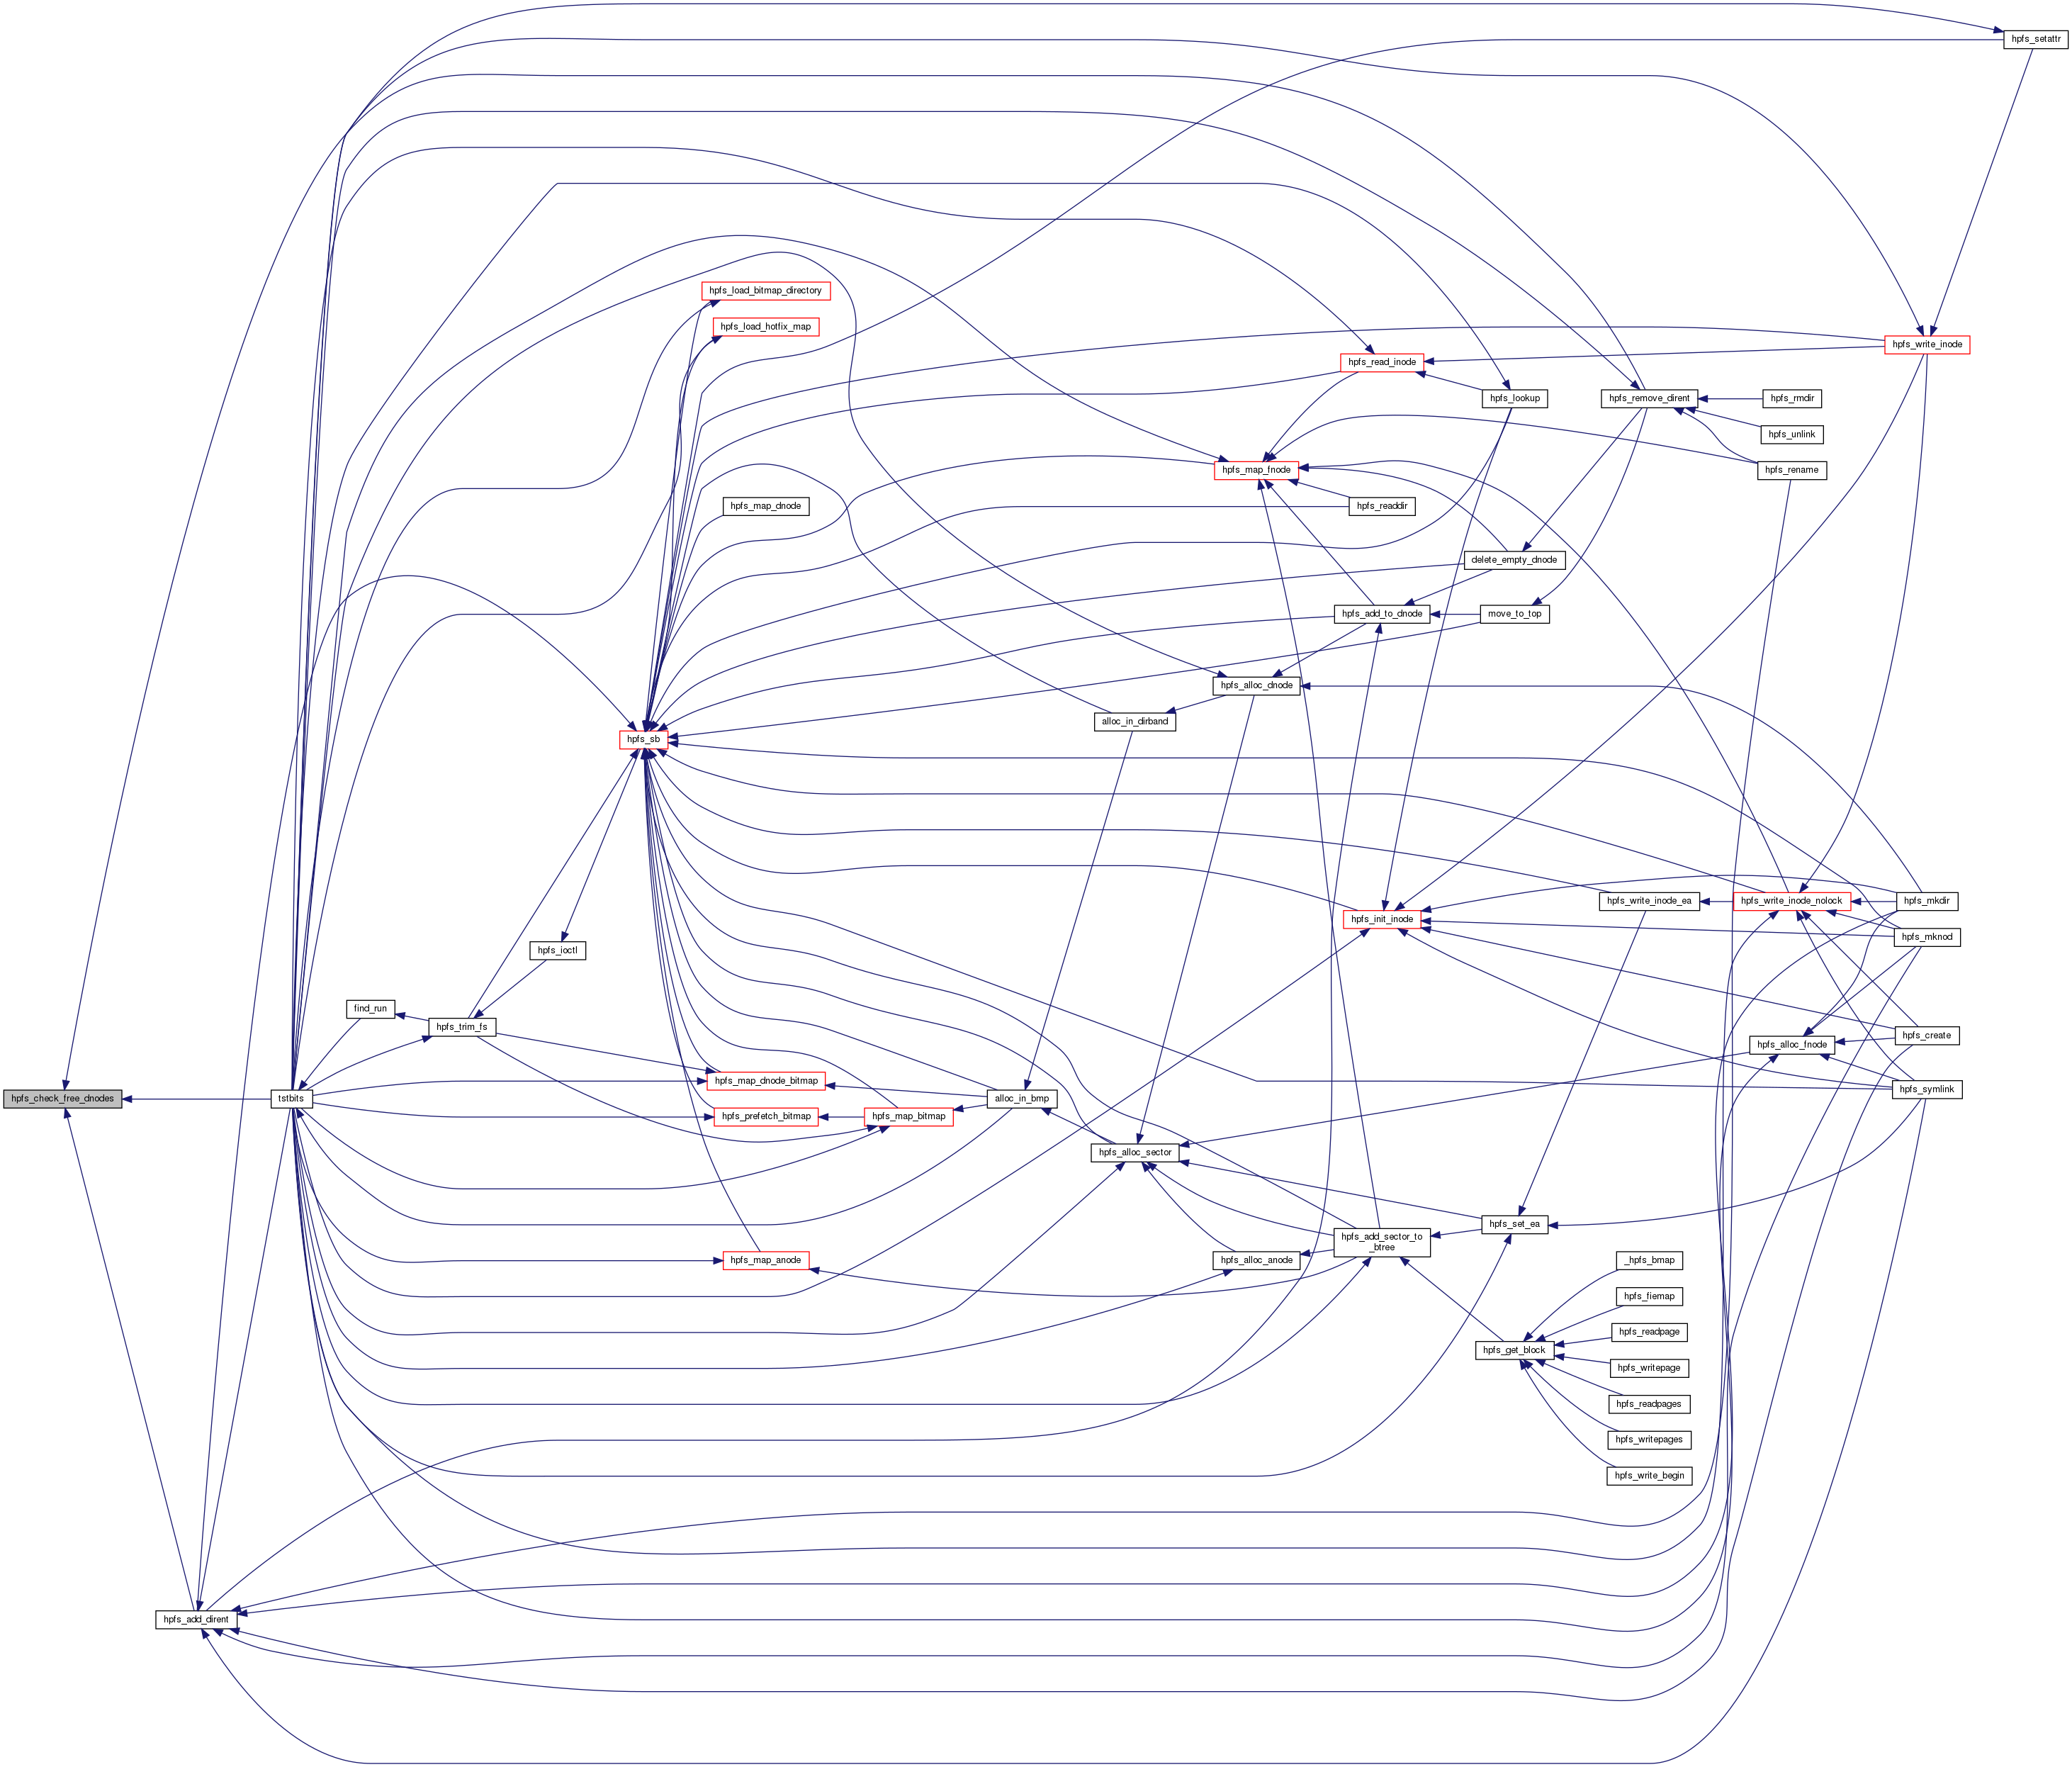 hpfs_setattr
hpfs_load_bitmap_directory
hpfs_load_hotfix_map
hpfs_write_inode
hpfs_read_inode
hpfs_lookup
hpfs_remove_dirent
hpfs_rmdir
hpfs_unlink
hpfs_map_fnode
hpfs_rename
hpfs_map_dnode
hpfs_readdir
delete_empty_dnode
hpfs_add_to_dnode
move_to_top
hpfs_alloc_dnode
alloc_in_dirband
hpfs_sb
hpfs_write_inode_ea
hpfs_write_inode_nolock
hpfs_mkdir
hpfs_init_inode
hpfs_mknod
hpfs_ioctl
find_run
hpfs_trim_fs
hpfs_create
hpfs_alloc_fnode
hpfs_map_dnode_bitmap
hpfs_symlink
hpfs_check_free_dnodes
tstbits
alloc_in_bmp
hpfs_prefetch_bitmap
hpfs_map_bitmap
hpfs_alloc_sector
hpfs_set_ea
hpfs_add_sector_to
_btree
hpfs_map_anode
hpfs_alloc_anode
_hpfs_bmap
hpfs_fiemap
hpfs_readpage
hpfs_get_block
hpfs_writepage
hpfs_readpages
hpfs_writepages
hpfs_write_begin
hpfs_add_dirent